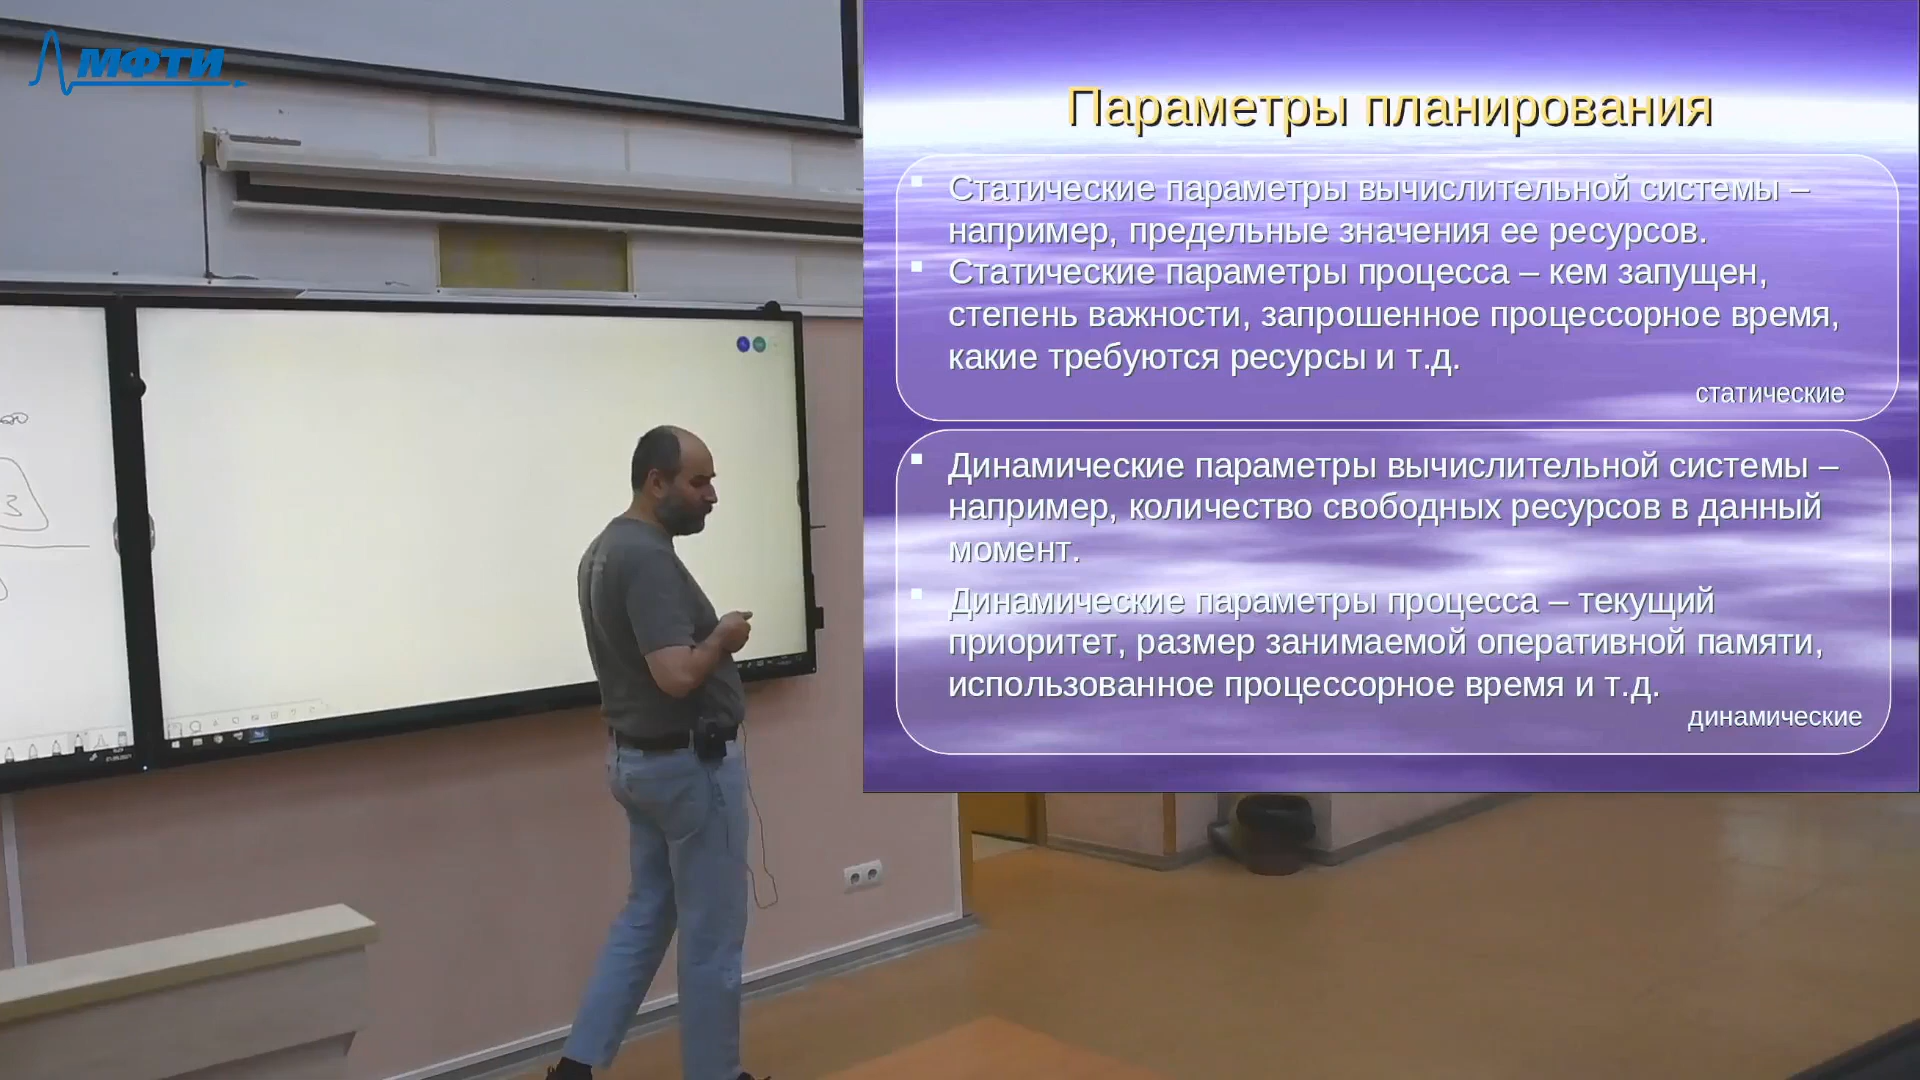 МФТИ
Параметры планирования
Статические параметры вычислительной системы –
например, предельные значения ее ресурсов.
Статические параметры процесса – кем запущен,
степень важности, запрошенное процессорное время,
какие требуются ресурсы и т.д.
статические
Динамические параметры вычислительной системы –
например, количество свободных ресурсов в данный
момент.
Динамические параметры процесса – текущий
приоритет, размер занимаемой оперативной памяти,
использованное процессорное время и т.д.
динамические